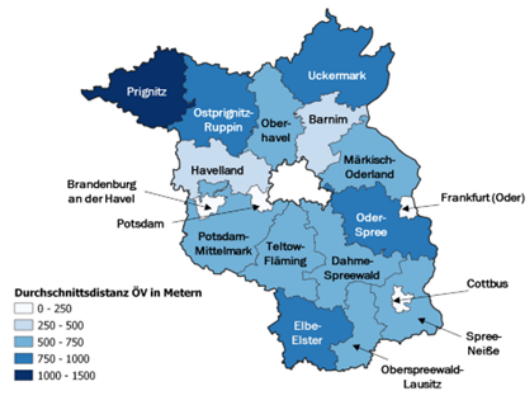 Prignitz
Uckermark
Ostprignitz-
Ruppin
Ober-
havel
Barnim
Havelland
Märkisch-
Oderland
Brandenburg
an der Havel
Potsdam
Frankfurt (Oder)
Oder-
Spree
Potsdam-
Mittelmark
Teltow-
Fläming
Dahme-
Spreewald
Cottbus
Durchschnittsdistanz ÖV in Metern
0 - 250
250 - 500
500 - 750
750 - 1000
1000 - 1500
Elbe-
Elster
Spree-
Neiße
Oberspreewald-
Lausitz